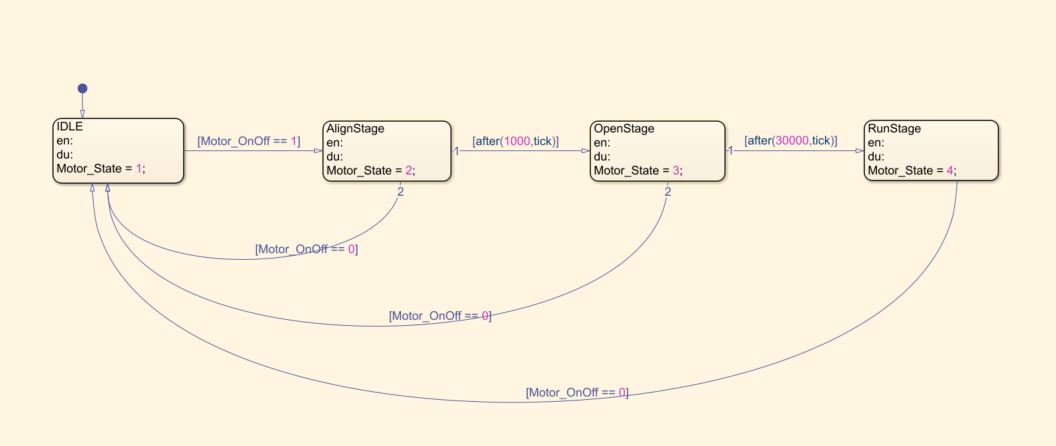 IDLE
en:
du:
Motor_State = 1;
[Motor_OnOff == 1]
AlignStage
en:
du:
Motor_State = 2;
1
[after(1000,tick)]
OpenStage
en:
du:
Motor_State = 3;
1
[after(30000,tick)]
RunStage
en:
du:
Motor_State = 4;
2
2
[Motor_OnOff == 0]
[Motor_OnOff == 0]
[Motor_OnOff == 0]